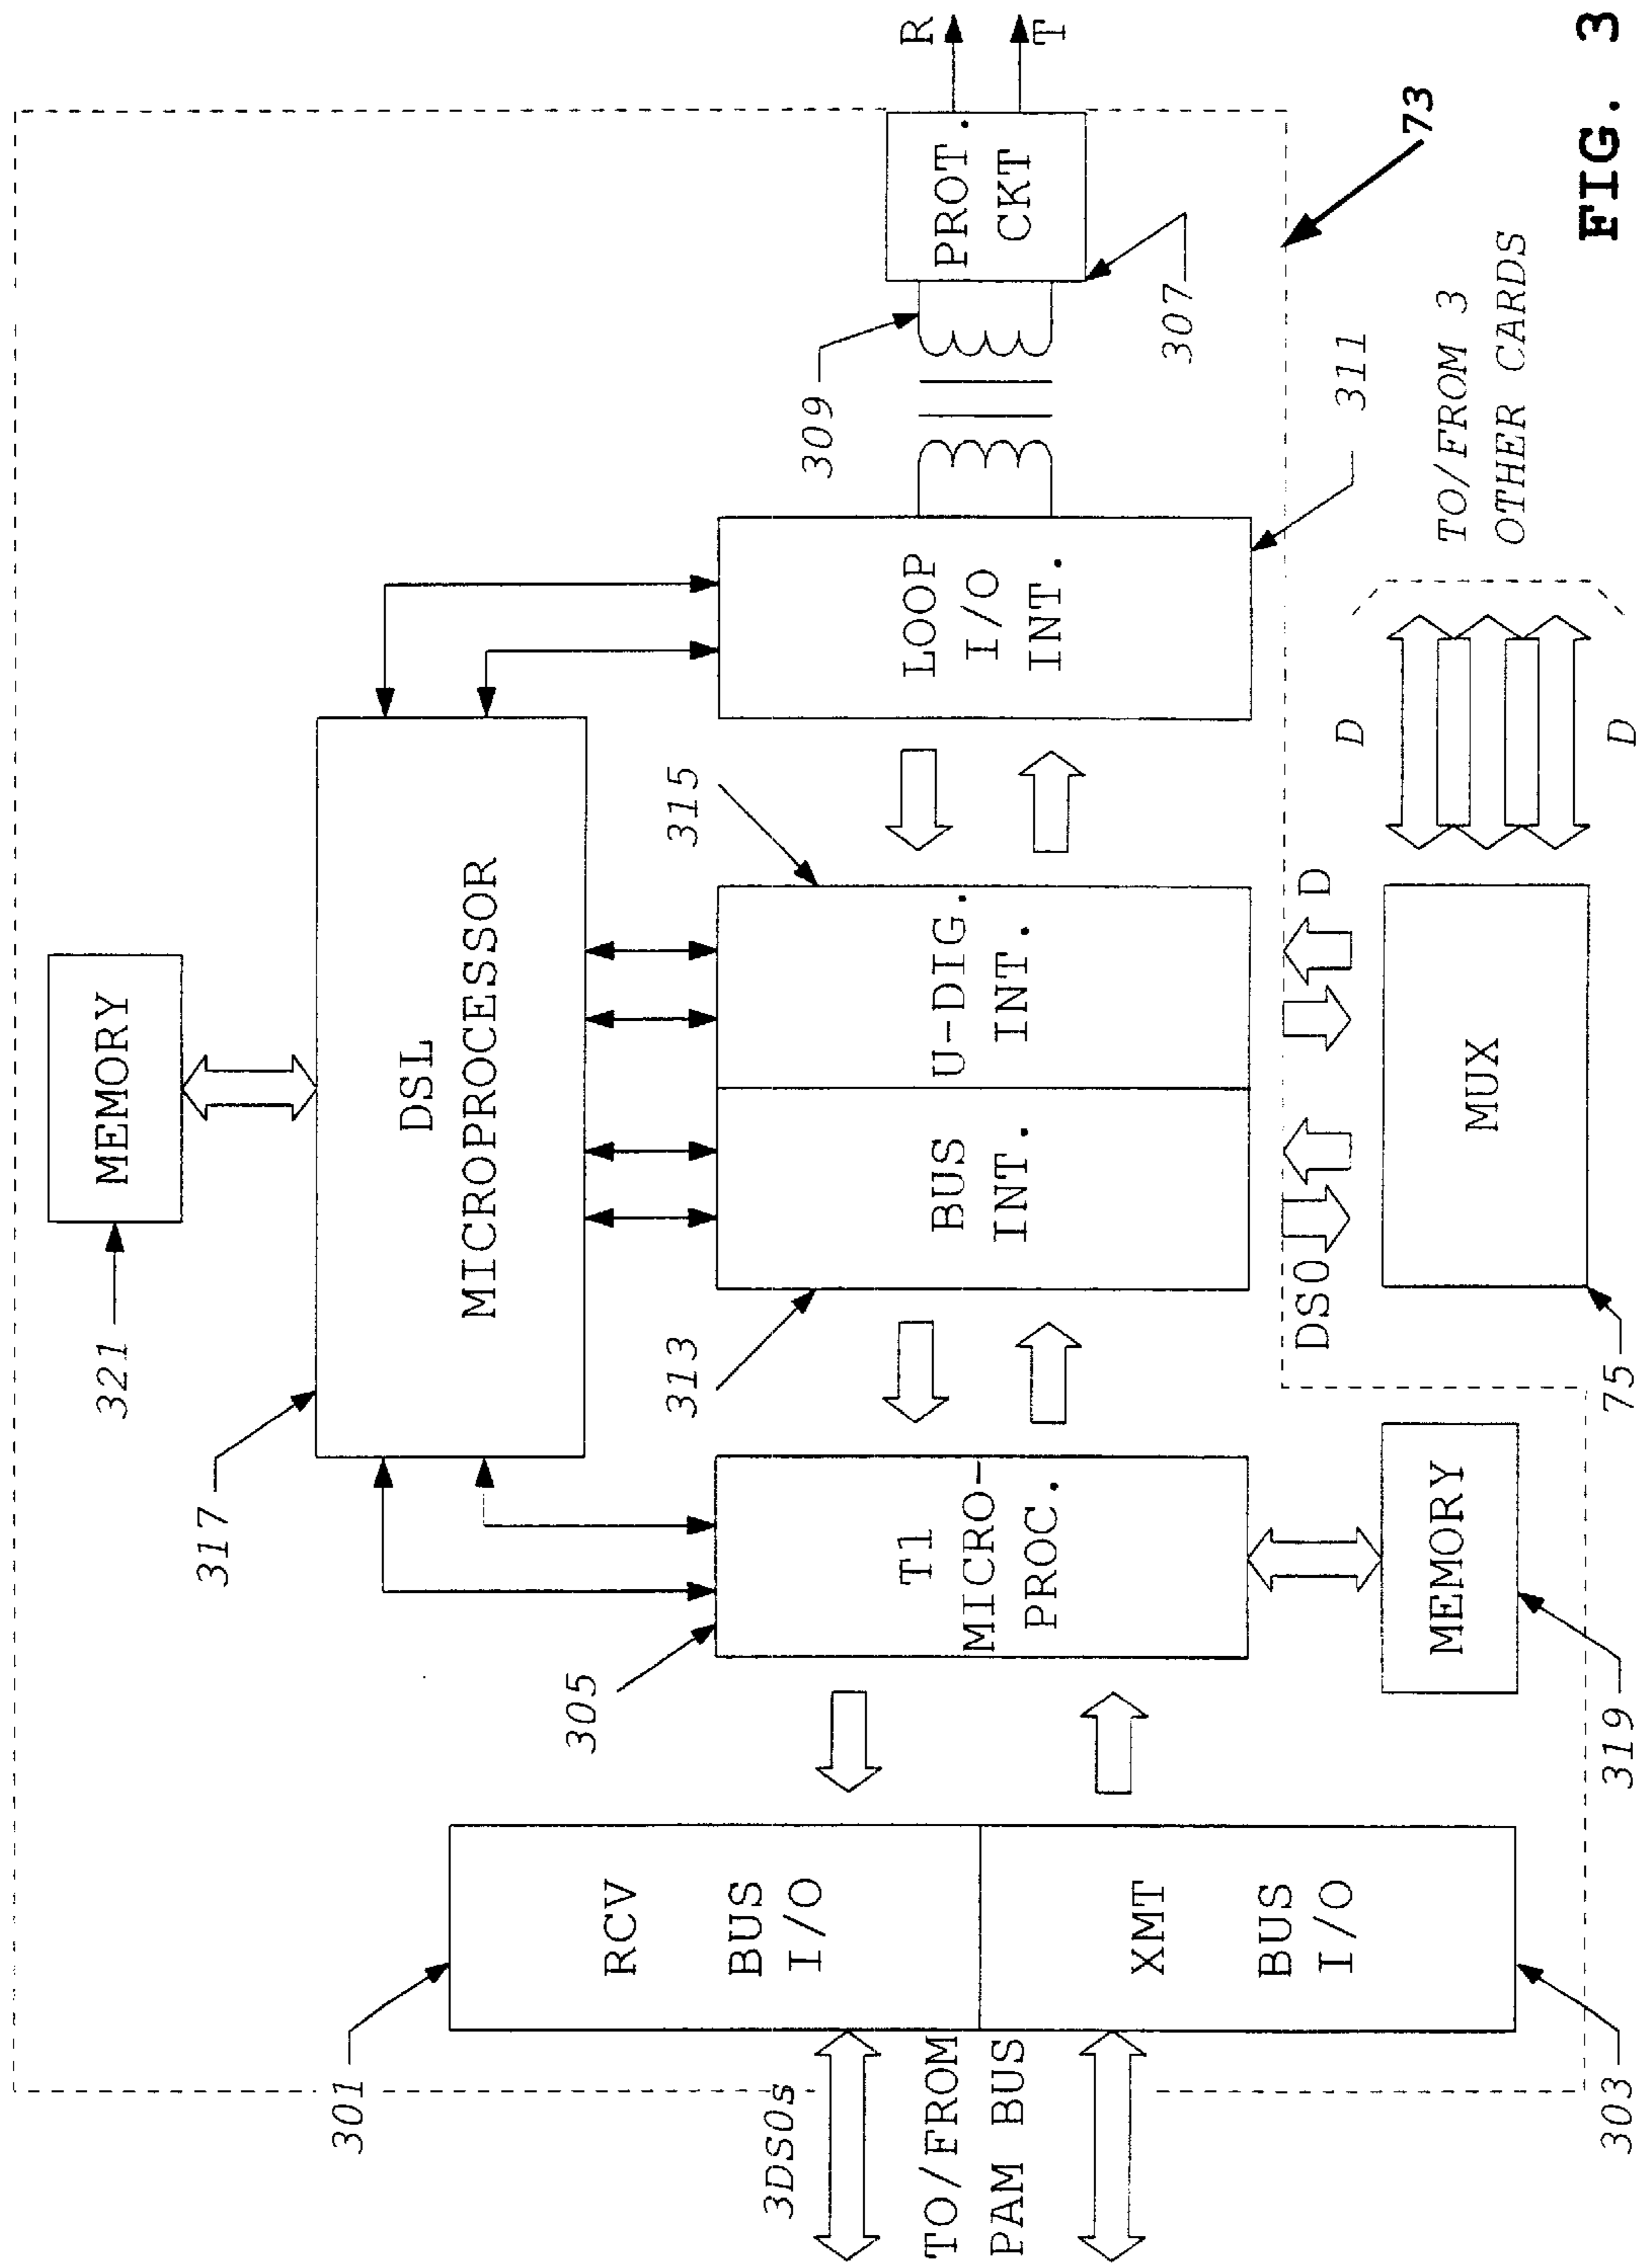 321
MEMORY
317
DSL
MICROPROCESSOR
301
RCV
BUS
I/O
XMT
BUS
I/O
303
3DS0s
TO/FROM
PAM BUS
305
T1
MICRO-
PROC.
MEMORY
319
313
BUS
INT.
315
U-DIG.
INT.
LOOP
I/O
INT.
311
309
PROT.
CKT
307
R
T
73
DS0
D
MUX
75
D
D
TO/FROM 3
OTHER CARDS
FIG. 3